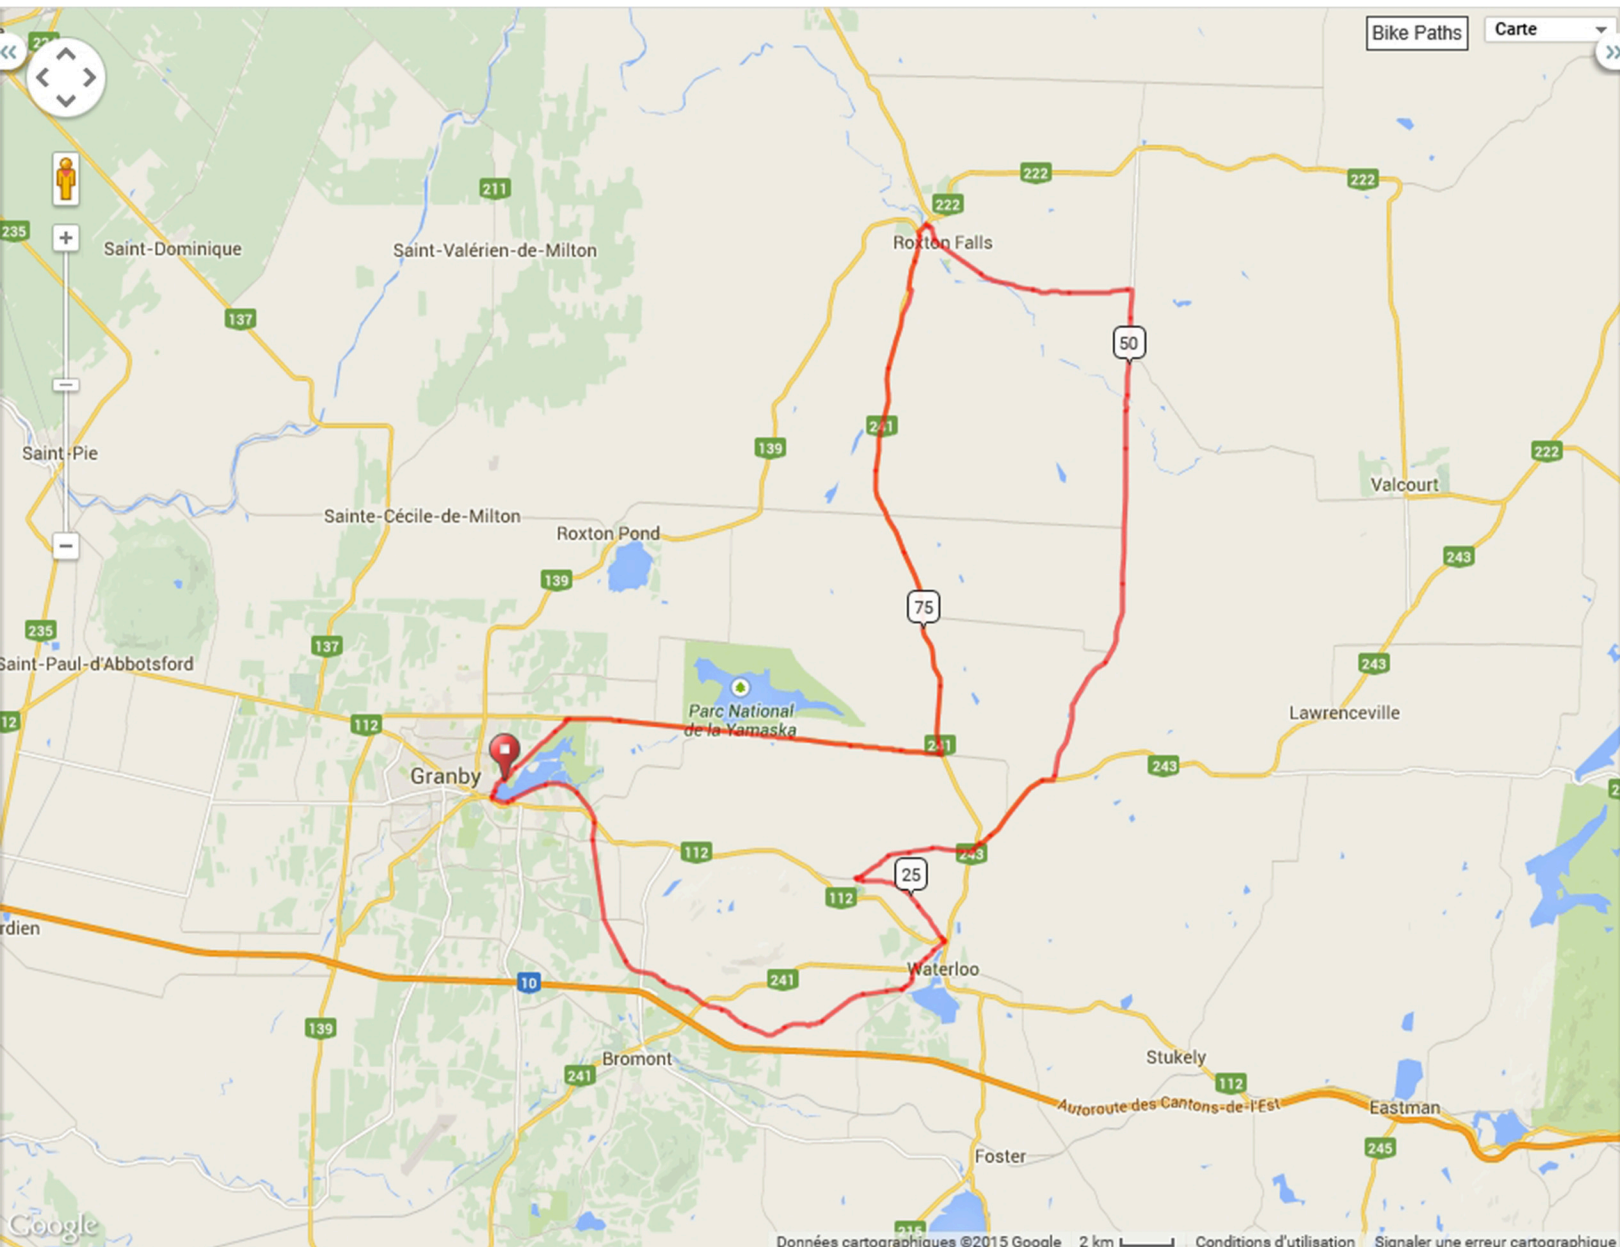 Bike Paths
Carte
222
222
222
211
235
Roxton Falls
Saint-Dominique
Saint-Valérien-de-Milton
137
50
241
139
222
Saint-Pie
Valcourt
Sainte-Cécile-de-Milton
Roxton Pond
243
139
75
235
137
Saint-Paul-d'Abbotsford
243
Parc National
de la Yamaska
Lawrenceville
12
112
241
Granby
243
112
243
25
112
rdien
Waterloo
241
10
139
Bromont
Stukely
241
112
Autoroute des Cantons-de-l'Est
Eastman
245
Foster
Google
215
Données cartographiques ©2015 Google
2 km
Conditions d'utilisation
Signaler une erreur cartographique